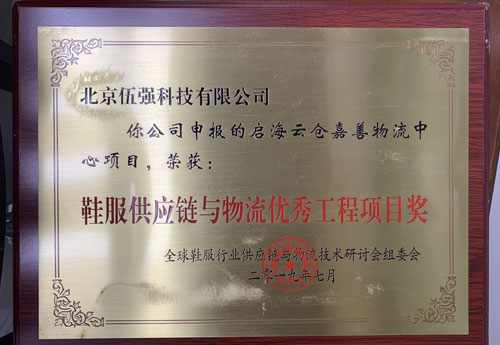 北京伍强科技有限公司
你公司申报的启海云仓嘉善物流中
心项目，荣获：
鞋服供应链与物流优秀工程项目奖
全球鞋服行业供应链与物流技术研讨会组委会
二零一九年七月